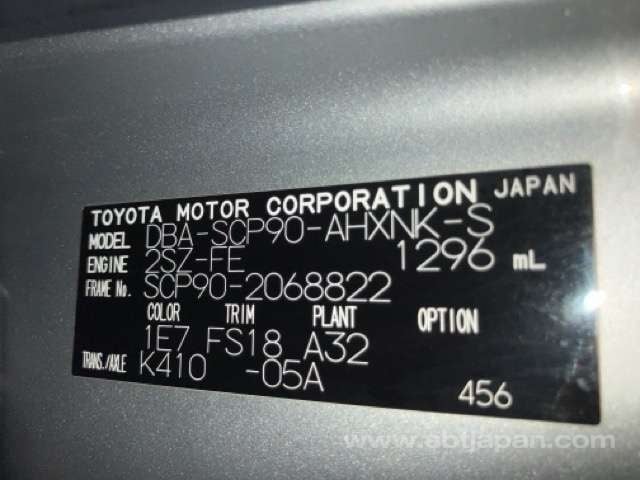 TOYOTA MOTOR CORPORATION JAPAN
MODEL DBA-SCP90-AHXNK-S
ENGINE 2SZ-FE 1296 mL
FRAME No. SCP90-2068822
COLOR TRIM PLANT OPTION
1E7 FS18 A32
TRANS./AXLE K410 -05A
456
www.abtjapan.com